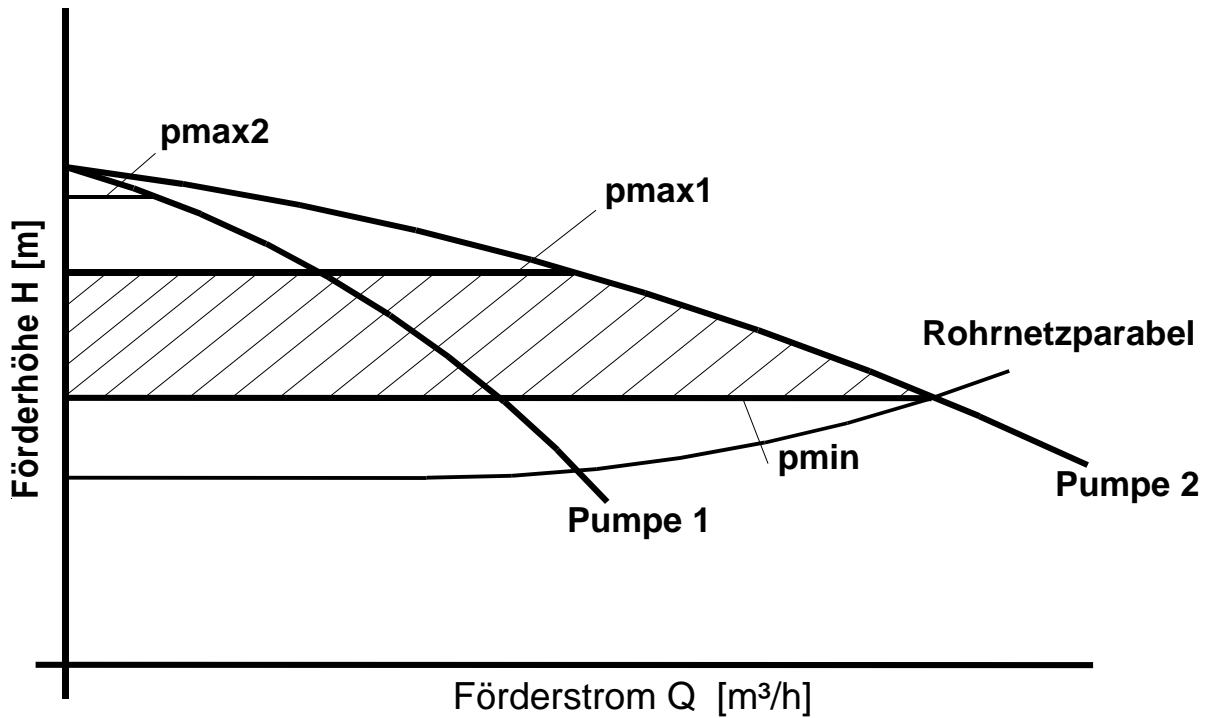 pmax2
pmax1
Förderhöhe H [m]
Rohrnetzparabel
pmin
Pumpe 2
Pumpe 1
Förderstrom Q [m³/h]